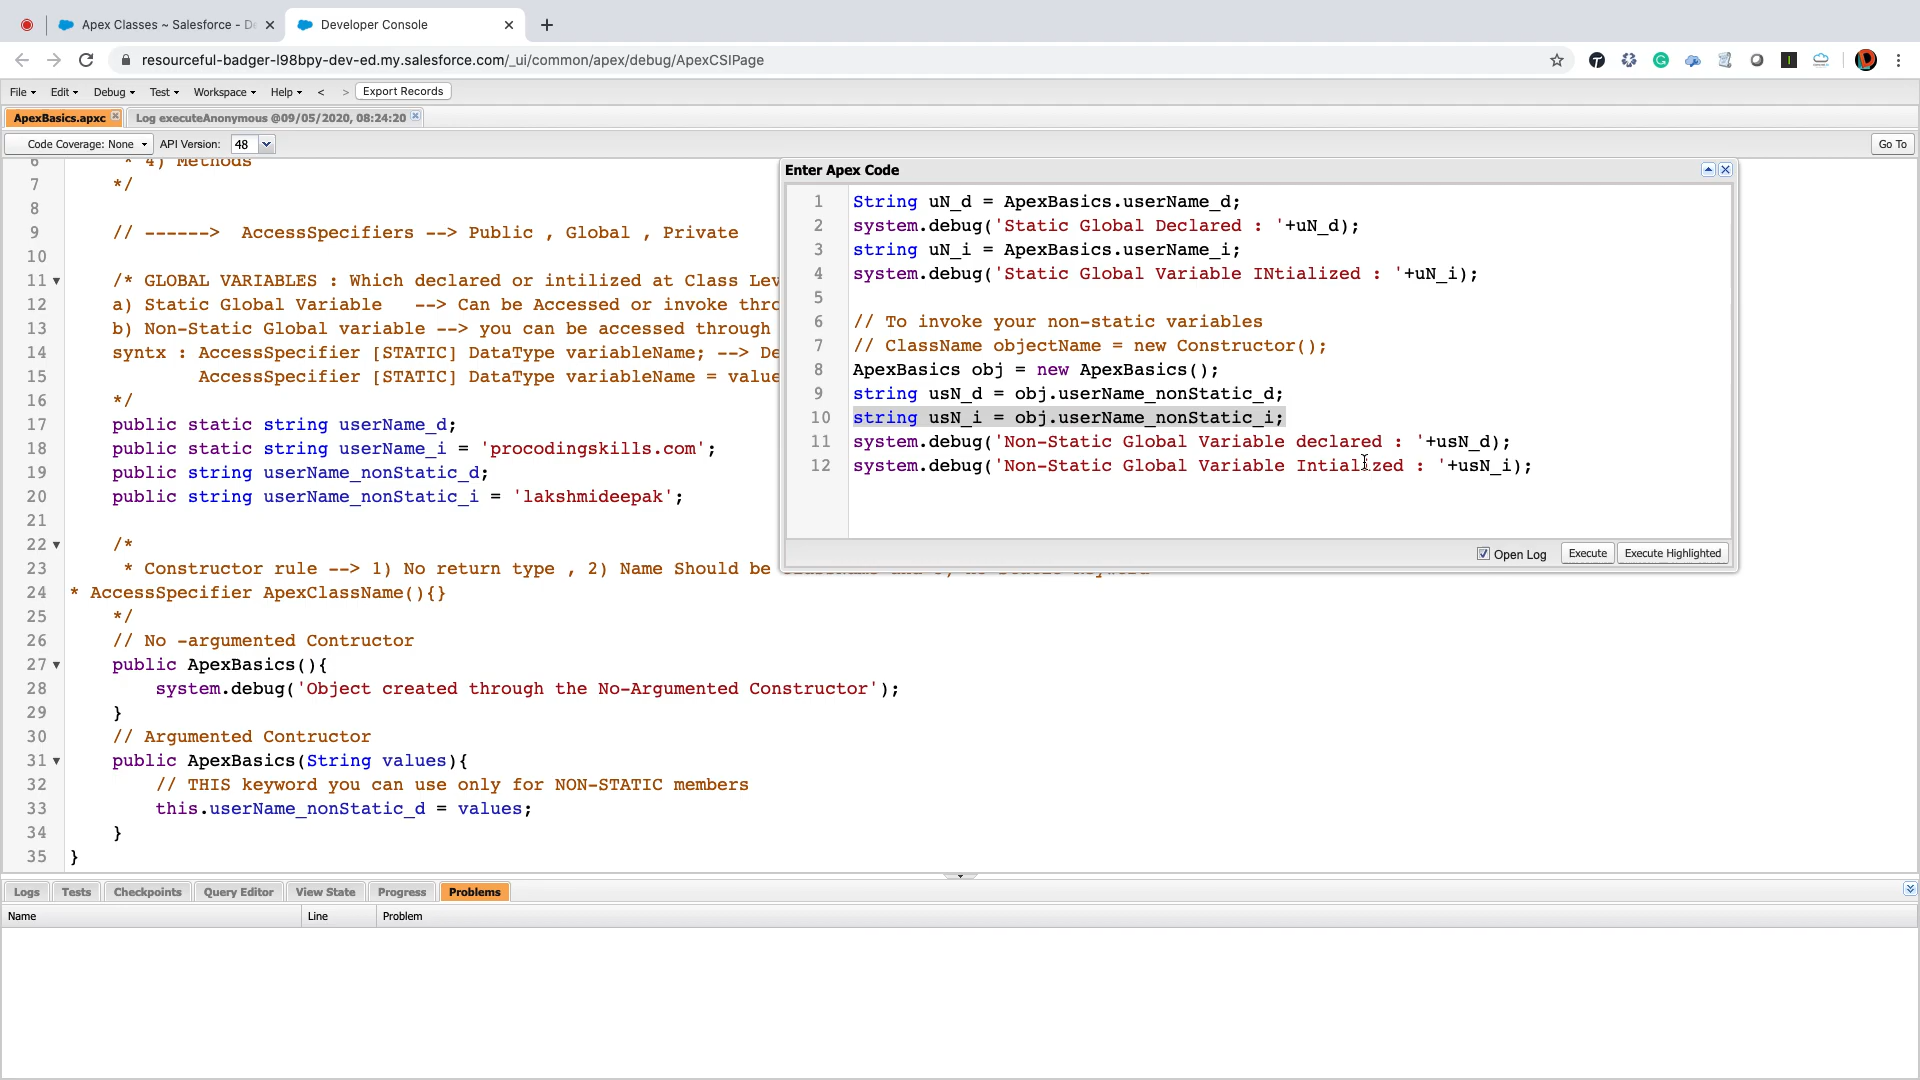 Apex Classes ~ Salesforce - De
Developer Console
resourceful-badger-l98bpy-dev-ed.my.salesforce.com/_ui/common/apex/debug/ApexCSIPage
File Edit Debug Test Workspace Help < > Export Records
ApexBasics.apxc
Log executeAnonymous @09/05/2020, 08:24:20
Code Coverage: None API Version: 48 Go To
6 * 4) Methods
7 */
8
9 // ------> AccessSpecifiers --> Public , Global , Private
10
11 /* GLOBAL VARIABLES : Which declared or intilized at Class Lev
12 a) Static Global Variable --> Can be Accessed or invoke thro
13 b) Non-Static Global variable --> you can be accessed through
14 syntx : AccessSpecifier [STATIC] DataType variableName; --> De
15 AccessSpecifier [STATIC] DataType variableName = value
16 */
17 public static string userName_d;
18 public static string userName_i = 'procodingskills.com';
19 public string userName_nonStatic_d;
20 public string userName_nonStatic_i = 'lakshmideepak';
21
22 /*
23 * Constructor rule --> 1) No return type , 2) Name Should be
24 * AccessSpecifier ApexClassName(){}
25 */
26 // No -argumented Contructor
27 public ApexBasics(){
28 system.debug('Object created through the No-Argumented Constructor');
29 }
30 // Argumented Contructor
31 public ApexBasics(String values){
32 // THIS keyword you can use only for NON-STATIC members
33 this.userName_nonStatic_d = values;
34 }
35 }
Enter Apex Code
1 String uN_d = ApexBasics.userName_d;
2 system.debug('Static Global Declared : '+uN_d);
3 string uN_i = ApexBasics.userName_i;
4 system.debug('Static Global Variable INtialized : '+uN_i);
5
6 // To invoke your non-static variables
7 // ClassName objectName = new Constructor();
8 ApexBasics obj = new ApexBasics();
9 string usN_d = obj.userName_nonStatic_d;
10 string usN_i = obj.userName_nonStatic_i;
11 system.debug('Non-Static Global Variable declared : '+usN_d);
12 system.debug('Non-Static Global Variable Intialized : '+usN_i);
Open Log Execute Execute Highlighted
Logs Tests Checkpoints Query Editor View State Progress Problems
Name Line Problem